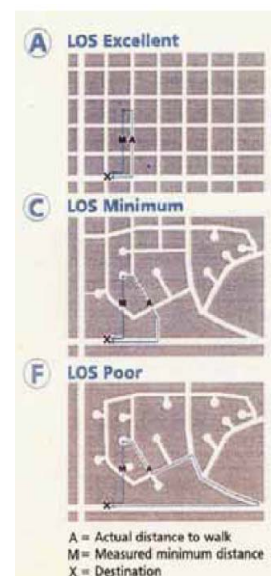 A LOS Excellent
M A
X
C LOS Minimum
M A
X
F LOS Poor
M A
X
A = Actual distance to walk
M = Measured minimum distance
X = Destination